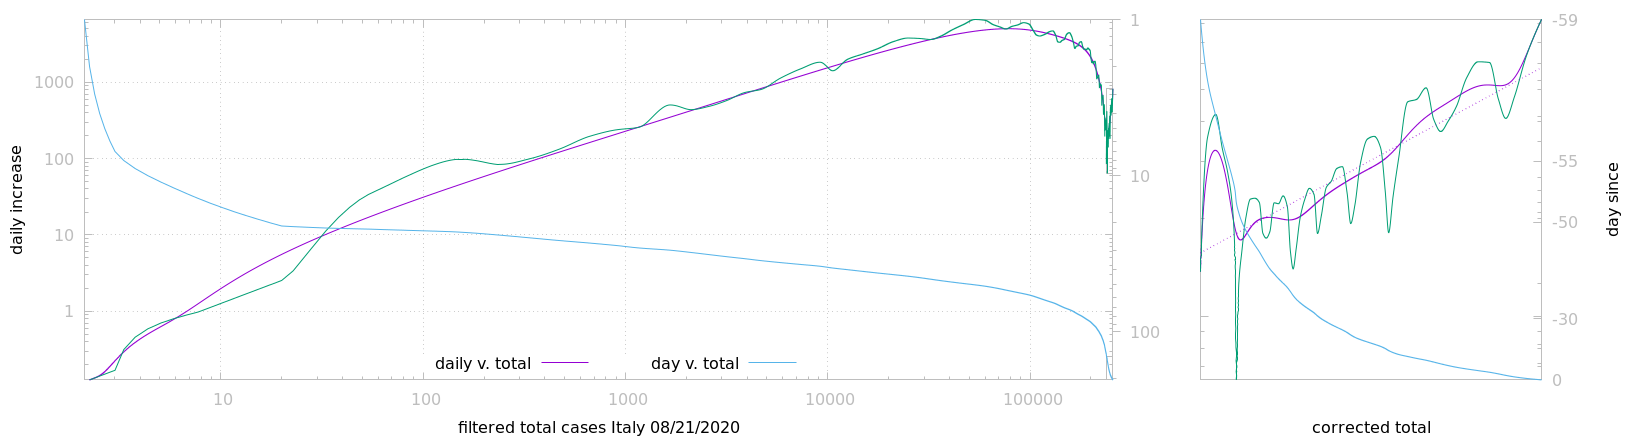 daily increase
1000
100
10
1
10
100
1000
10000
100000
1
10
100
daily v. total
day v. total
filtered total cases Italy 08/21/2020
-59
-55
-50
-30
0
day since
corrected total